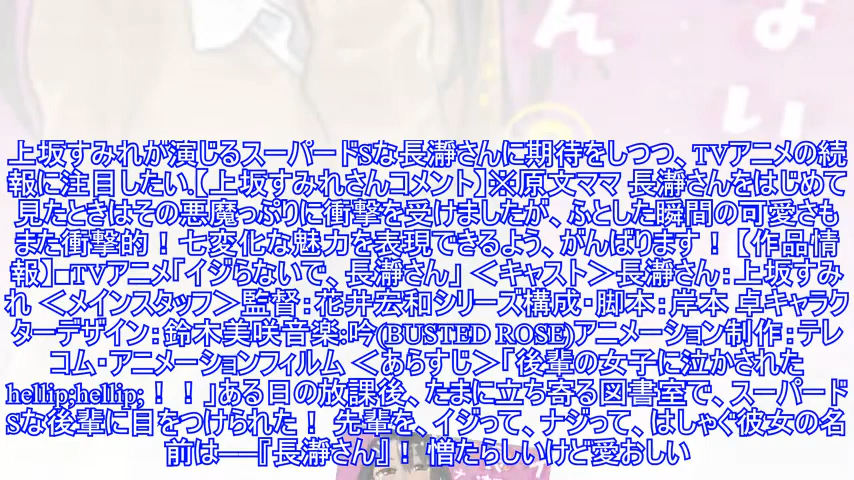 ょ
ん
い
上坂すみれが演じるスーパードSな長瀞さんに期待をしつつ、TVアニメの続
報に注目したい.【上坂すみれさんコメント】※原文ママ 長瀞さんをはじめて
見たときはその悪魔っぷりに衝撃を受けましたが、ふとした瞬間の可愛さも
また衝撃的！七変化な魅力を表現できるよう、がんばります！【作品情
報】■TVアニメ「イジらないで、長瀞さん」＜キャスト＞長瀞さん：上坂すみ
れ ＜メインスタッフ＞監督：花井宏和シリーズ構成・脚本：岸本 卓キャラク
ターデザイン：鈴木美咲音楽:吟(BUSTED ROSE)アニメーション制作：テレ
コム・アニメーションフィルム ＜あらすじ＞「後輩の女子に泣かされた
hellip;hellip;！！」ある日の放課後、たまに立ち寄る図書室で、スーパード
Sな後輩に目をつけられた！ 先輩を、イジって、ナジって、はしゃぐ彼女の名
前は──『長瀞さん』！ 憎たらしいけど愛おしい